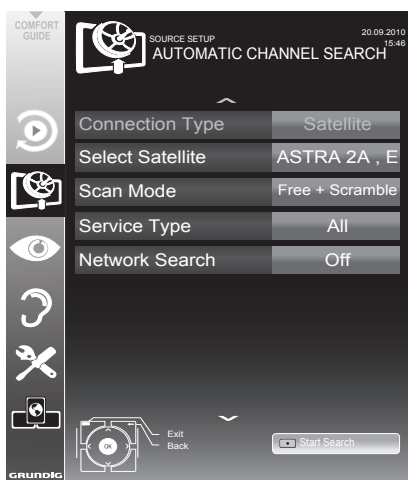 COMFORT
GUIDE
SOURCE SETUP
20.09.2010
15:46
AUTOMATIC CHANNEL SEARCH
Connection Type Satellite
Select Satellite ASTRA 2A , E
Scan Mode Free + Scramble
Service Type All
Network Search Off
Exit
OK
Back
Start Search
GRUNDIG